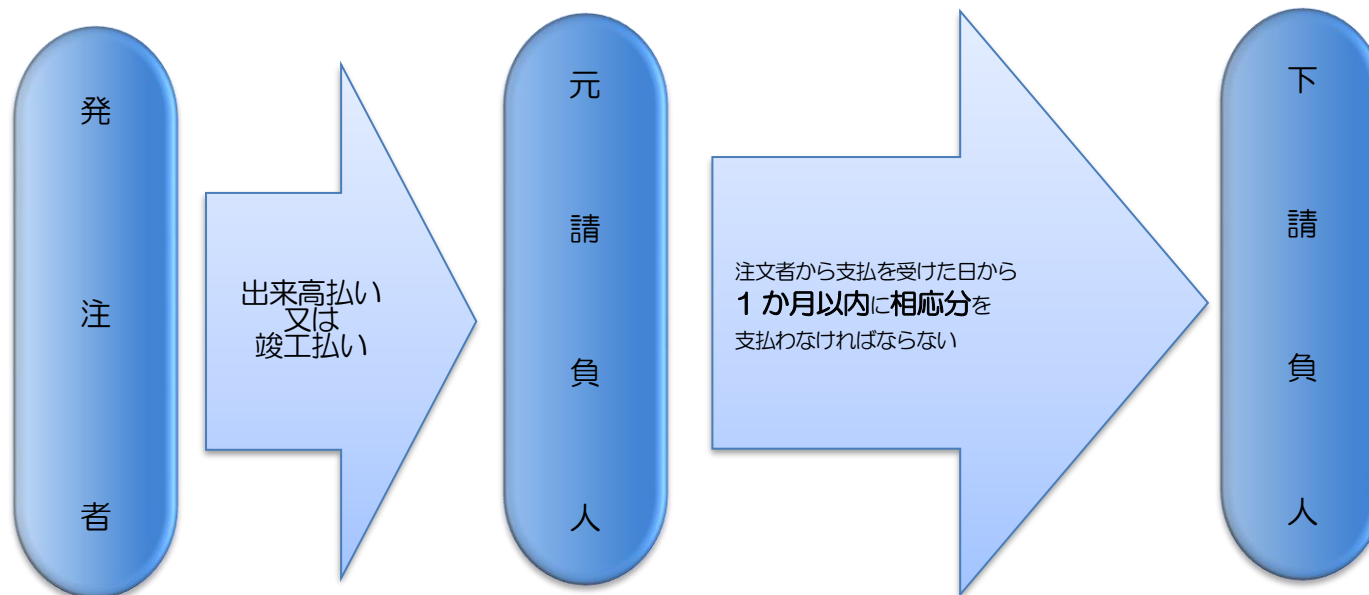 発注者
出来高払い
又は
竣工払い
元請負人
注文者から支払を受けた日から
１か月以内に相応分を
支払わなければならない
下請負人